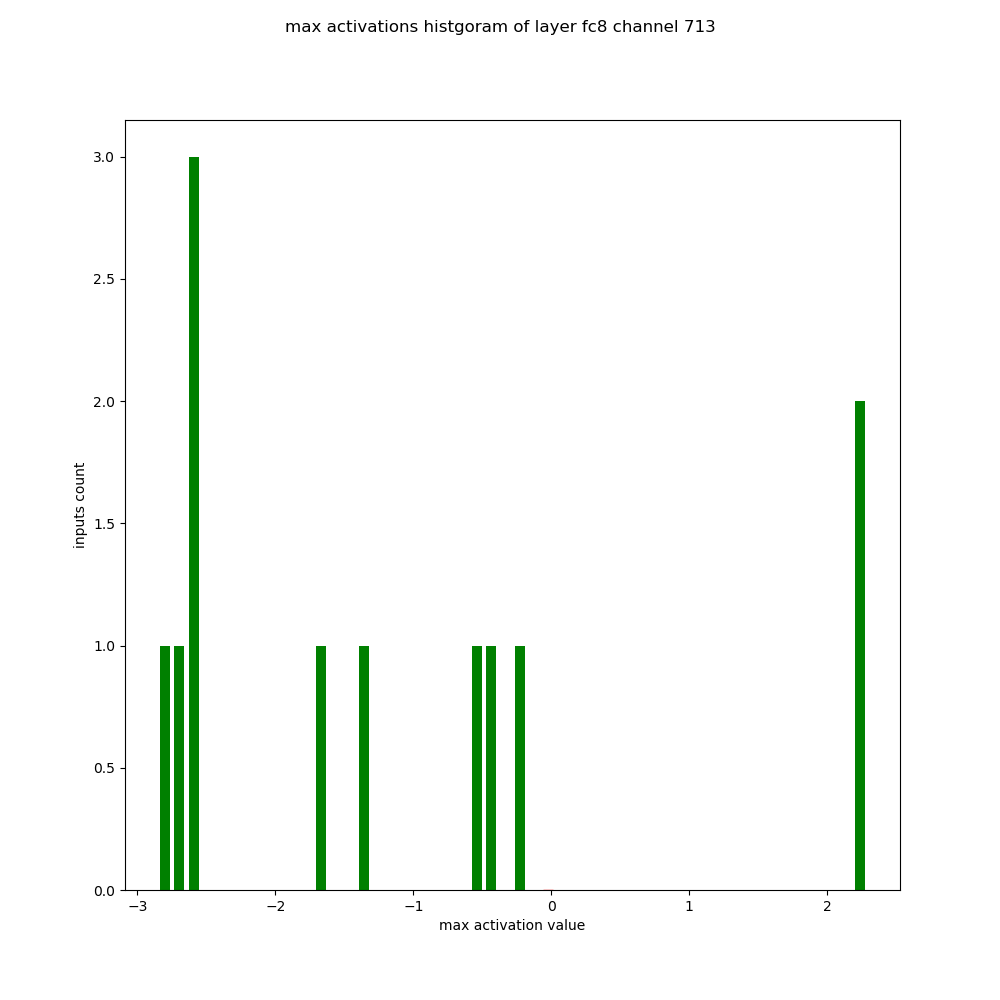 max activations histgoram of layer fc8 channel 713
3.0
2.5
2.0
1.5
1.0
0.5
0.0
inputs count
−3 −2 −1 0 1 2
max activation value